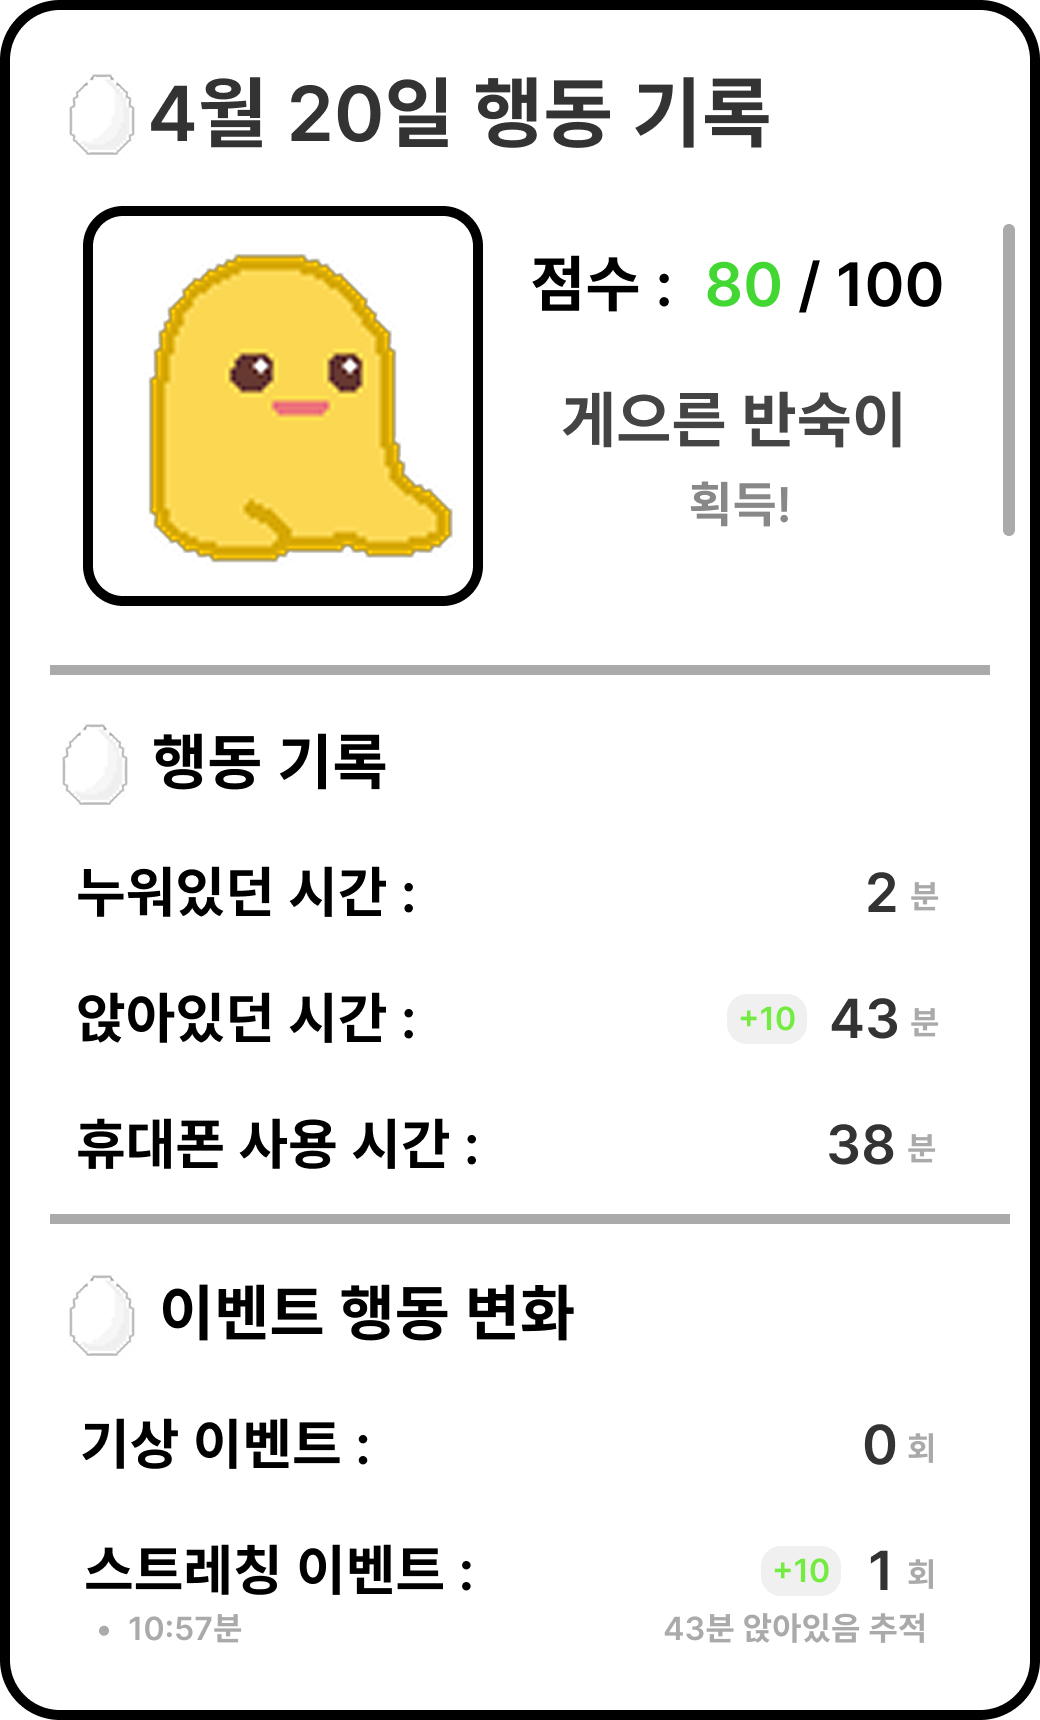 4월 20일 행동 기록
점수 : 80 / 100
게으른 반숙이
획득!
행동 기록
누워있던 시간 : 2 분
앉아있던 시간 : +10 43 분
휴대폰 사용 시간 : 38 분
이벤트 행동 변화
기상 이벤트 : 0 회
스트레칭 이벤트 : +10 1 회
• 10:57분 43분 앉아있음 추적